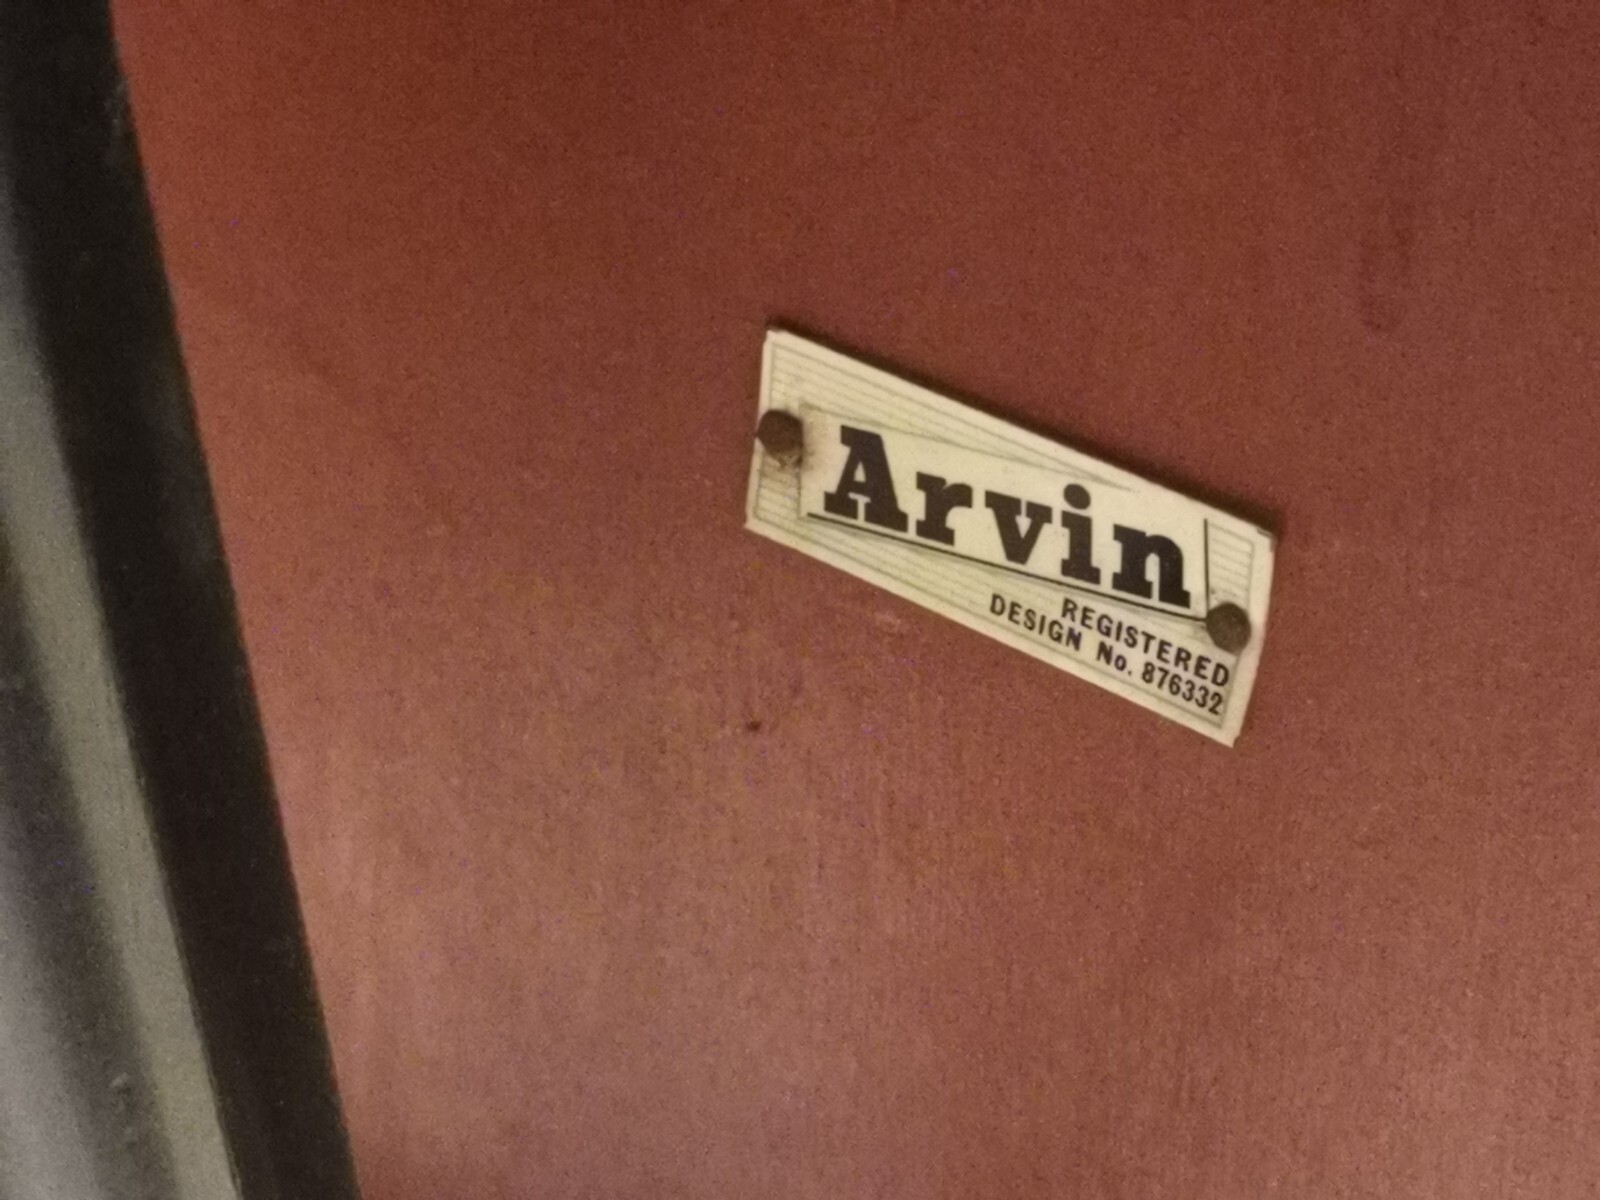 Arvin
REGISTERED
DESIGN No. 876332